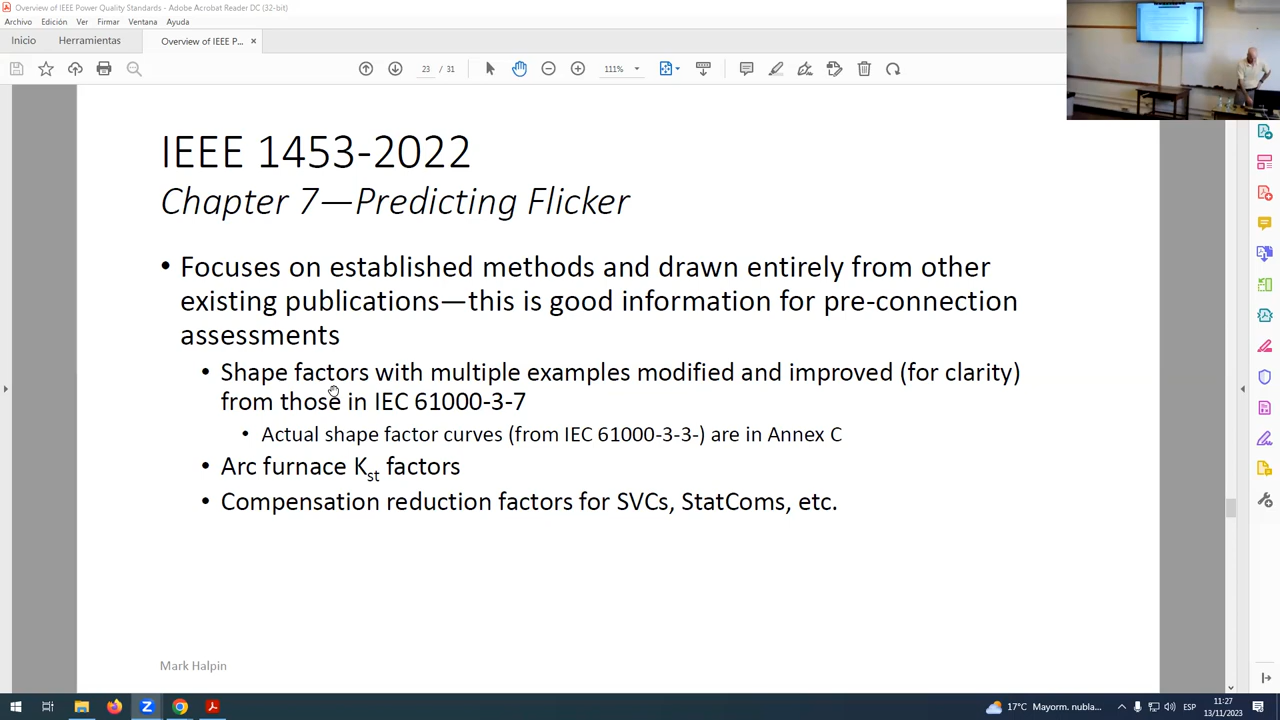 Overview of IEEE Power Quality Standards - Adobe Acrobat Reader DC (32-bit)
Archivo Edición Ver Firmar Ventana Ayuda
Inicio Herramientas Overview of IEEE P... ×
23 / 31 111%
IEEE 1453-2022
Chapter 7—Predicting Flicker
• Focuses on established methods and drawn entirely from other
existing publications—this is good information for pre-connection
assessments
• Shape factors with multiple examples modified and improved (for clarity)
from those in IEC 61000-3-7
• Actual shape factor curves (from IEC 61000-3-3-) are in Annex C
• Arc furnace Kst factors
• Compensation reduction factors for SVCs, StatComs, etc.
Mark Halpin
17°C Mayorm. nubla... ESP 11:27
13/11/2023